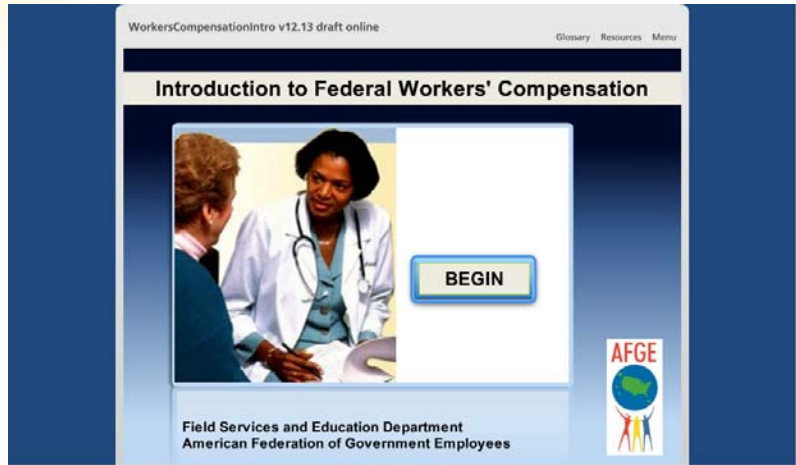 WorkersCompensationIntro v12.13 draft online
Glossary Resources Menu
Introduction to Federal Workers' Compensation
BEGIN
AFGE
Field Services and Education Department
American Federation of Government Employees